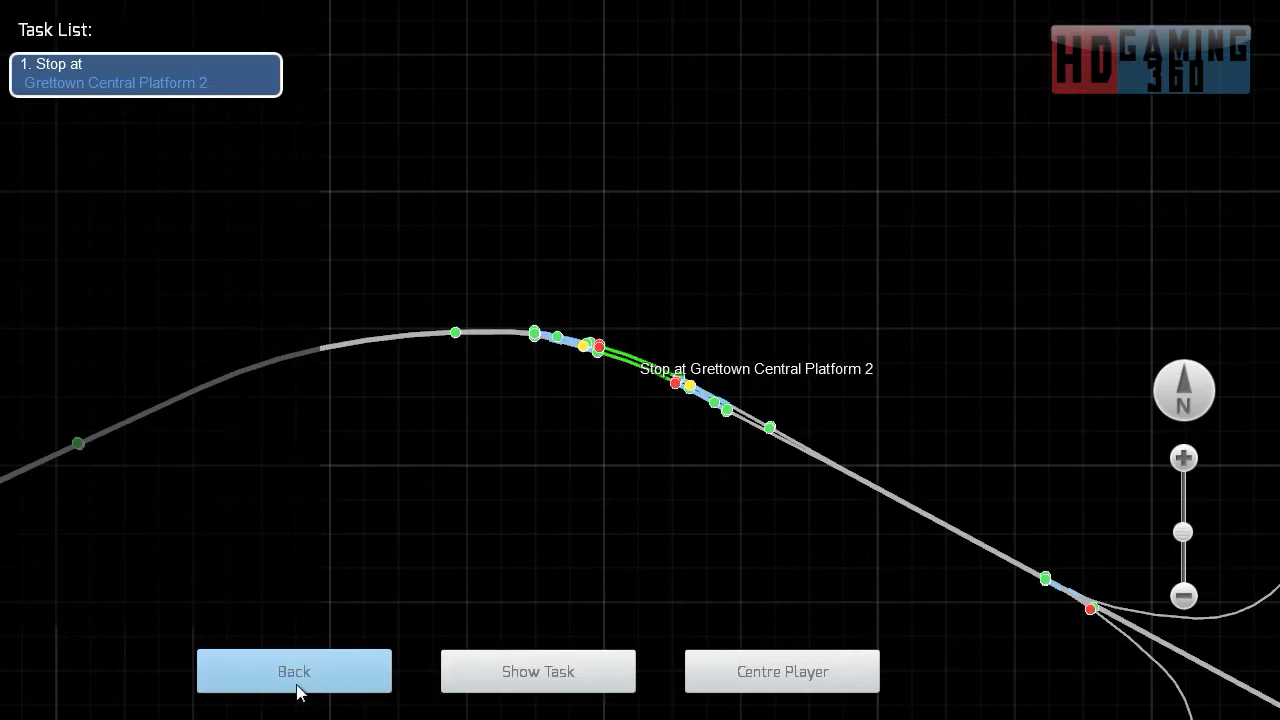 Task List:
1. Stop at
Grettown Central Platform 2
HD GAMING
360
Stop at Grettown Central Platform 2
N
Back
Show Task
Centre Player